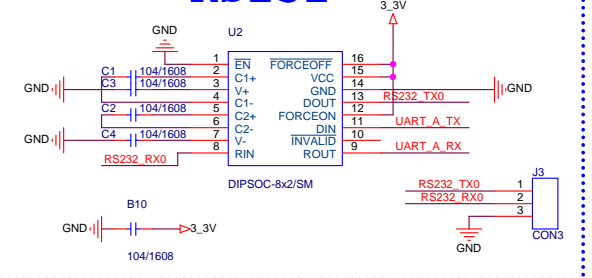 3_3V
GND
U2
1 EN FORCEOFF 16
C1 104/1608 2 C1+ VCC 15
GND C3 104/1608 3 V+ GND 14 GND
4 C1- DOUT 13 RS232_TX0
C2 104/1608 5 C2+ FORCEON 12
6 C2- DIN 11 UART_A_TX
GND C4 104/1608 7 V- INVALID 10
RS232_RX0 8 RIN ROUT 9 UART_A_RX
DIPSOC-8x2/SM
J3
RS232_TX0 1
RS232_RX0 2
3
CON3
GND
B10
GND 3_3V
104/1608